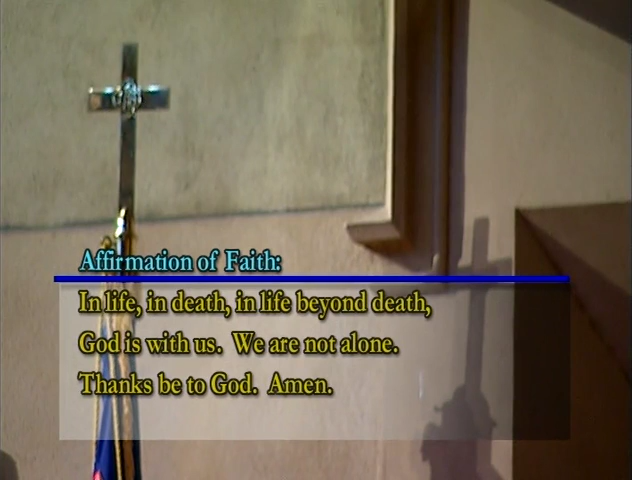 Affirmation of Faith:
In life, in death, in life beyond death,
God is with us. We are not alone.
Thanks be to God. Amen.